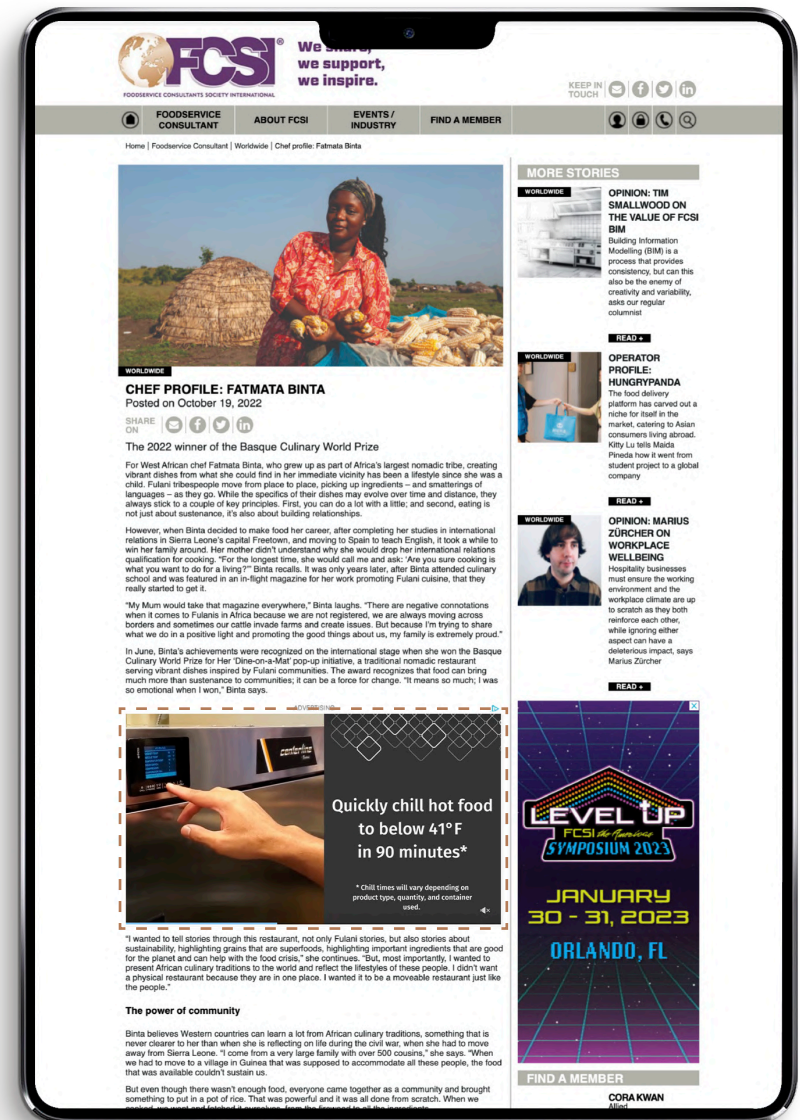 FCSI®
FOODSERVICE CONSULTANTS SOCIETY INTERNATIONAL
We share,
we support,
we inspire.
KEEP IN
TOUCH
FOODSERVICE
CONSULTANT
ABOUT FCSI
EVENTS /
INDUSTRY
FIND A MEMBER
Home | Foodservice Consultant | Worldwide | Chef profile: Fatmata Binta
WORLDWIDE
CHEF PROFILE: FATMATA BINTA
Posted on October 19, 2022
SHARE
ON
The 2022 winner of the Basque Culinary World Prize
For West African chef Fatmata Binta, who grew up as part of Africa's largest nomadic tribe, creating
vibrant dishes from what she could find in her immediate vicinity has been a lifestyle since she was a
child. Fulani tribespeople move from place to place, picking up ingredients – and smatterings of
languages – as they go. While the specifics of their dishes may evolve over time and distance, they
always stick to a couple of key principles. First, you can do a lot with a little; and second, eating is
not just about sustenance, it's also about building relationships.
However, when Binta decided to make food her career, after completing her studies in international
relations in Sierra Leone's capital Freetown, and moving to Spain to teach English, it took a while to
win her family around. Her mother didn't understand why she would drop her international relations
qualification for cooking. "For the longest time, she would call me and ask: 'Are you sure cooking is
what you want to do for a living?'" Binta recalls. It was only years later, after Binta attended culinary
school and was featured in an in-flight magazine for her work promoting Fulani cuisine, that they
really started to get it.
"My Mum would take that magazine everywhere," Binta laughs. "There are negative connotations
when it comes to Fulanis in Africa because we are not registered, we are always moving across
borders and sometimes our cattle invade farms and create issues. But because I'm trying to share
what we do in a positive light and promoting the good things about us, my family is extremely proud."
In June, Binta's achievements were recognized on the international stage when she won the Basque
Culinary World Prize for Her 'Dine-on-a-Mat' pop-up initiative, a traditional nomadic restaurant
serving vibrant dishes inspired by Fulani communities. The award recognizes that food can bring
much more than sustenance to communities; it can be a force for change. "It means so much; I was
so emotional when I won," Binta says.
ADVERTISING
centerline
Quickly chill hot food
to below 41°F
in 90 minutes*
* Chill times will vary depending on
product type, quantity, and container
used.
"I wanted to tell stories through this restaurant, not only Fulani stories, but also stories about
sustainability, highlighting grains that are superfoods, highlighting important ingredients that are good
for the planet and can help with the food crisis," she continues. "But, most importantly, I wanted to
present African culinary traditions to the world and reflect the lifestyles of these people. I didn't want
a physical restaurant because they are in one place. I wanted it to be a moveable restaurant just like
the people."
The power of community
Binta believes Western countries can learn a lot from African culinary traditions, something that is
never clearer to her than when she is reflecting on life during the civil war, when she had to move
away from Sierra Leone. "I come from a very large family with over 500 cousins," she says. "When
we had to move to a village in Guinea that was supposed to accommodate all these people, the food
that was available couldn't sustain us.
But even though there wasn't enough food, everyone came together as a community and brought
something to put in a pot of rice. That was powerful and it was all done from scratch. When we
MORE STORIES
WORLDWIDE
OPINION: TIM
SMALLWOOD ON
THE VALUE OF FCSI
BIM
Building Information
Modelling (BIM) is a
process that provides
consistency, but can this
also be the enemy of
creativity and variability,
asks our regular
columnist
READ +
WORLDWIDE
OPERATOR
PROFILE:
HUNGRYPANDA
The food delivery
platform has carved out a
niche for itself in the
market, catering to Asian
consumers living abroad.
Kitty Lu tells Maida
Pineda how it went from
student project to a global
company
READ +
WORLDWIDE
OPINION: MARIUS
ZÜRCHER ON
WORKPLACE
WELLBEING
Hospitality businesses
must ensure the working
environment and the
workplace climate are up
to scratch as they both
reinforce each other,
while ignoring either
aspect can have a
deleterious impact, says
Marius Zürcher
READ +
LEVEL UP
FCSI the Americas
SYMPOSIUM 2023
JANUARY
30 - 31, 2023
ORLANDO, FL
FIND A MEMBER
CORA KWAN
Allied